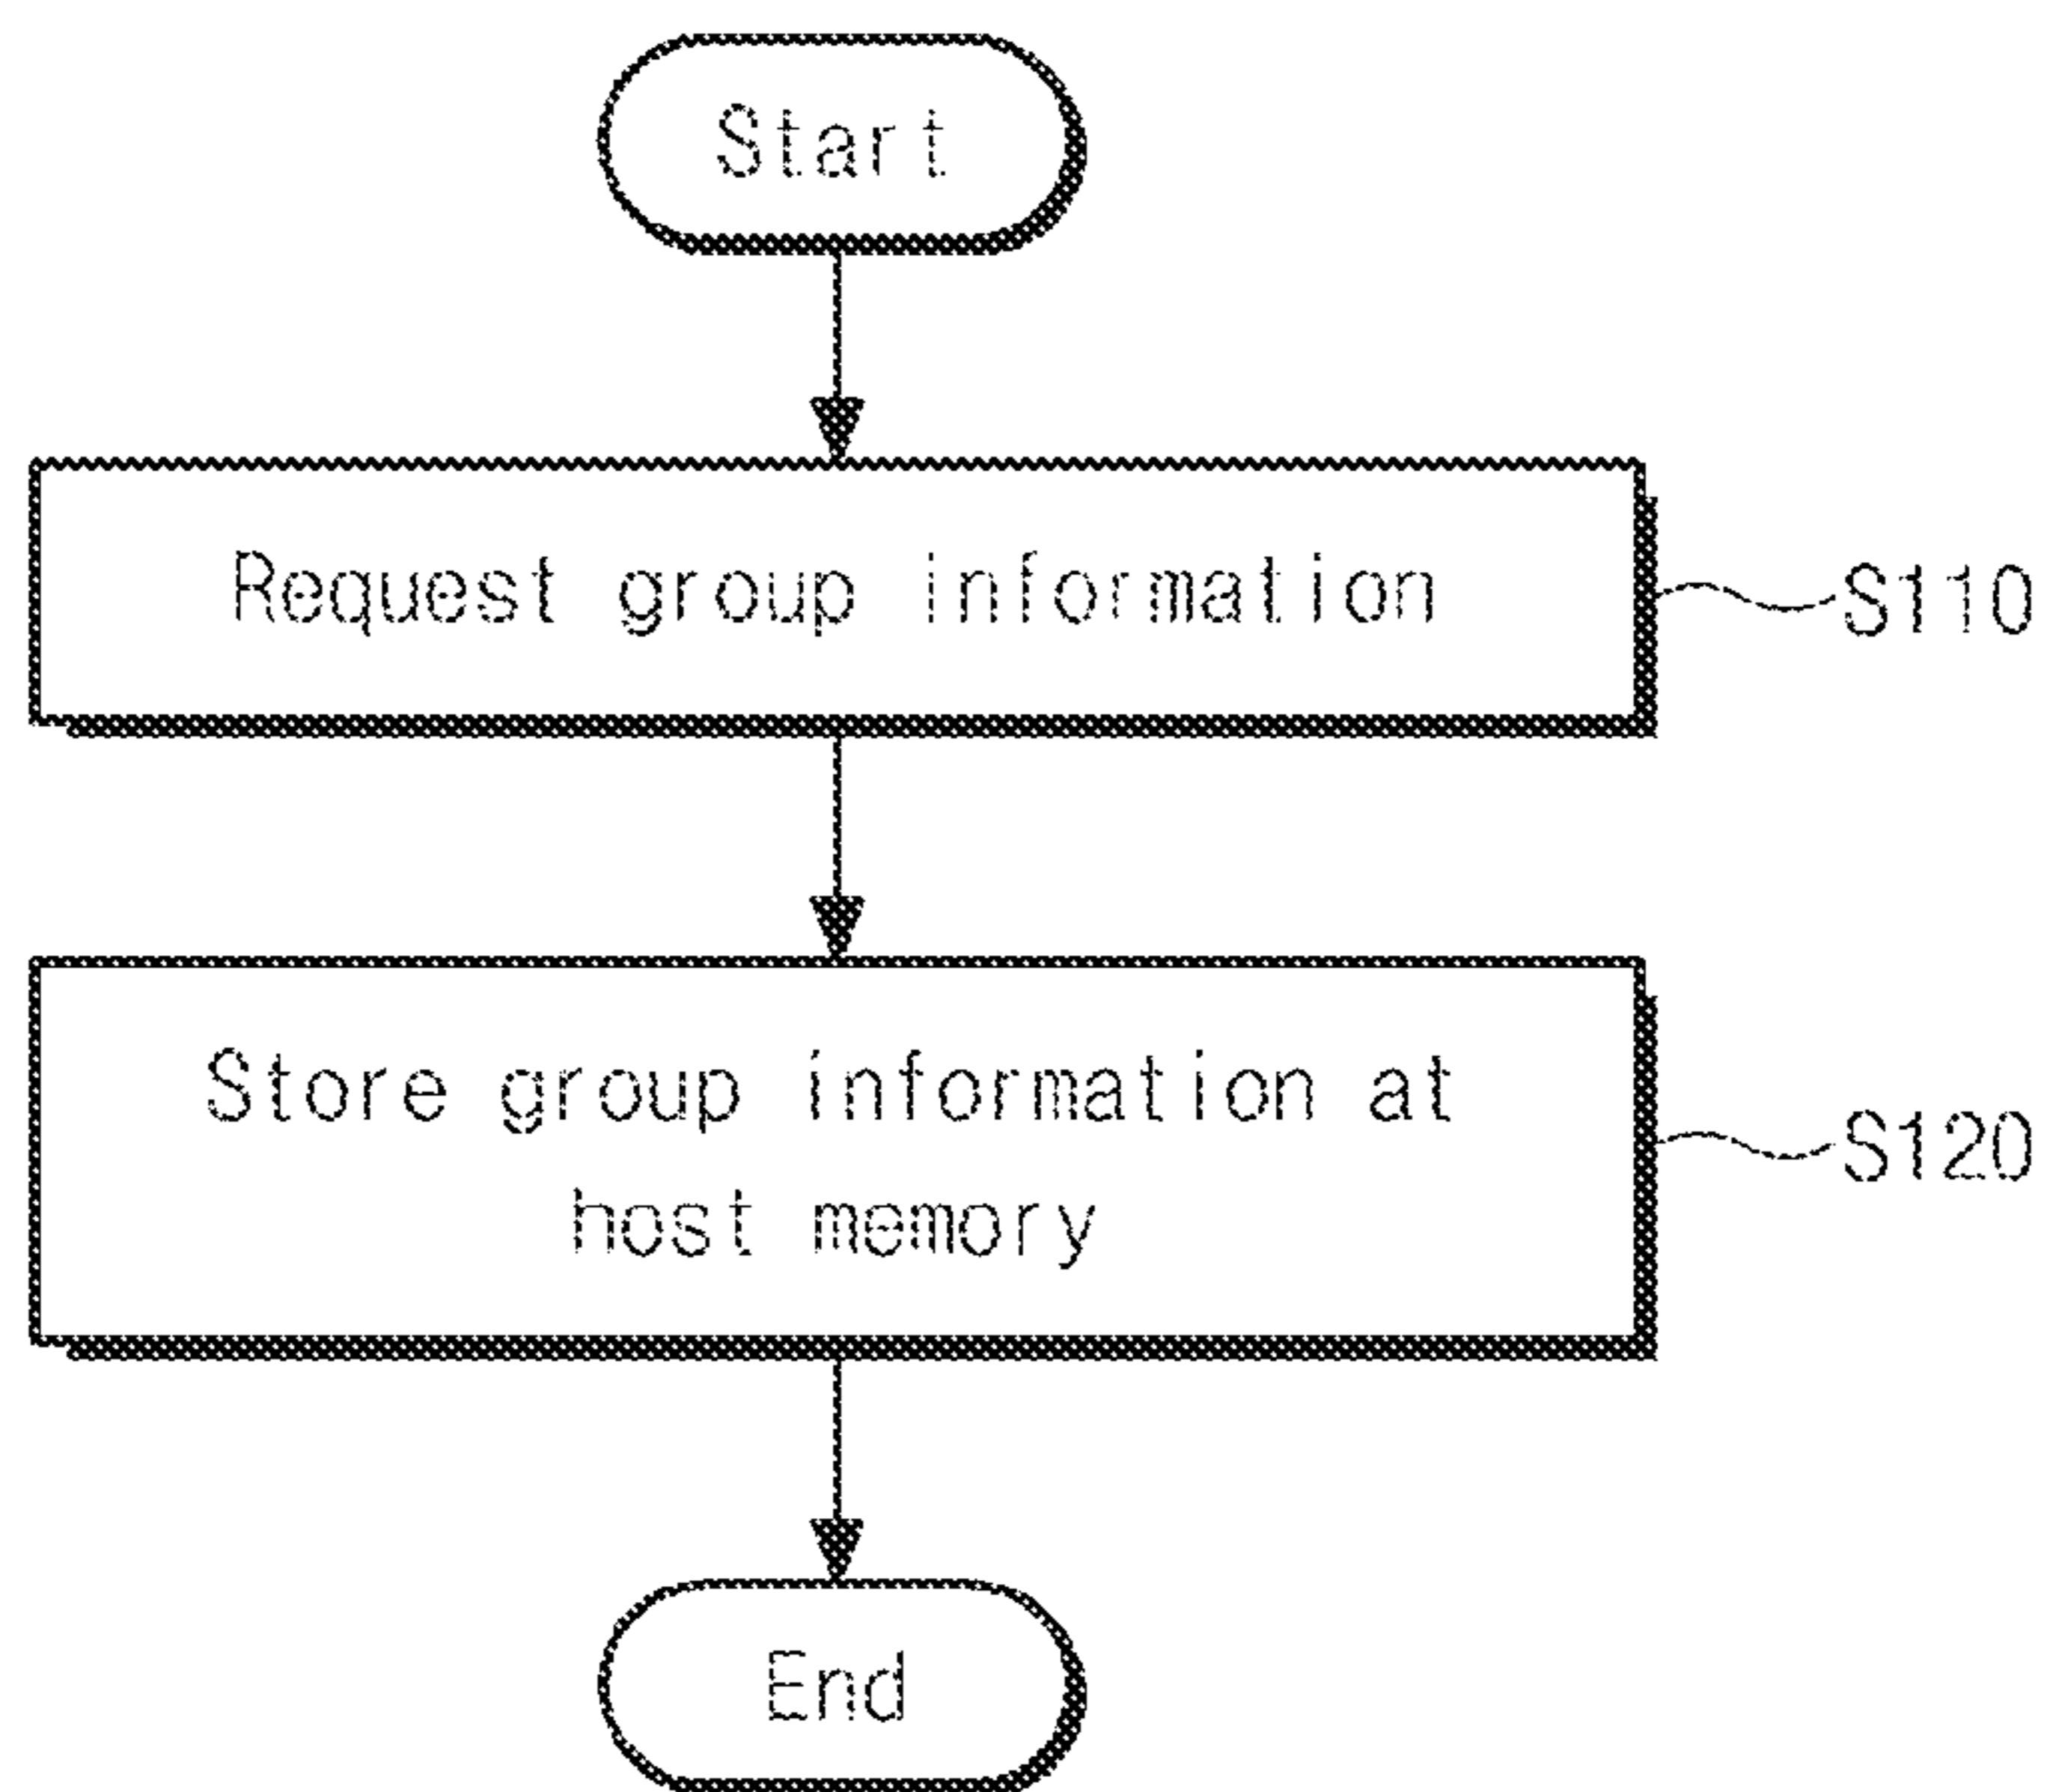 Start
Request group information
S110
Store group information at
host memory
S120
End